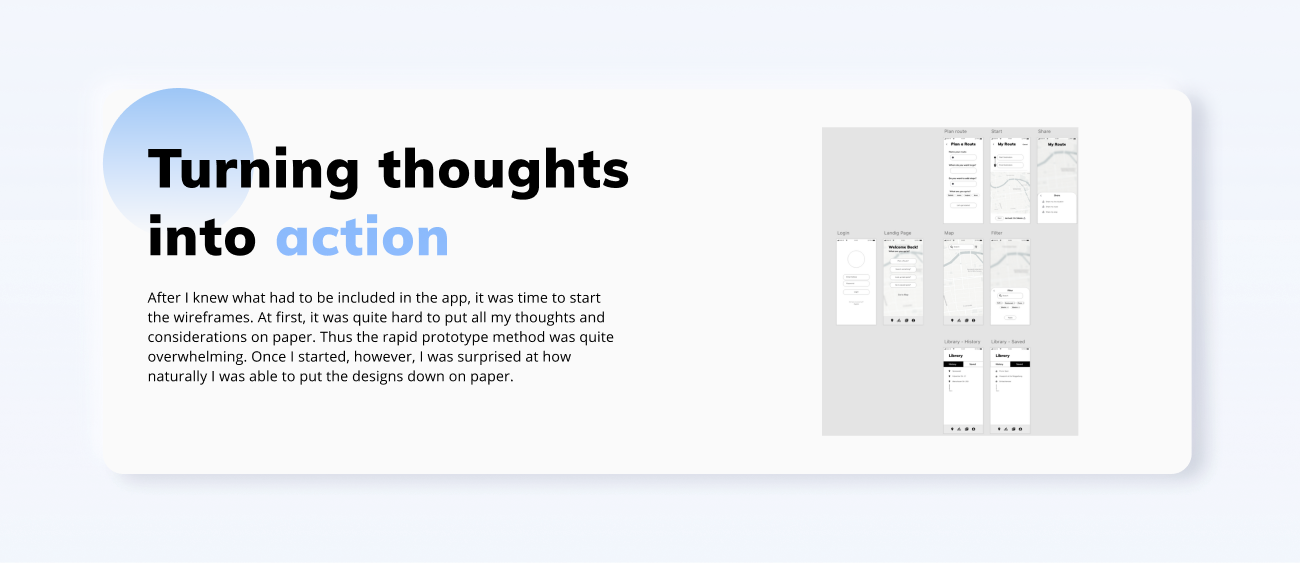 Turning thoughts
into action
After I knew what had to be included in the app, it was time to start
the wireframes. At first, it was quite hard to put all my thoughts and
considerations on paper. Thus the rapid prototype method was quite
overwhelming. Once I started, however, I was surprised at how
naturally I was able to put the designs down on paper.
Plan route
Start
Share
Plan a Route
My Route
My Route
Login
Landig Page
Map
Filter
Welcome Back!
Library - History
Library - Saved
Library
Library